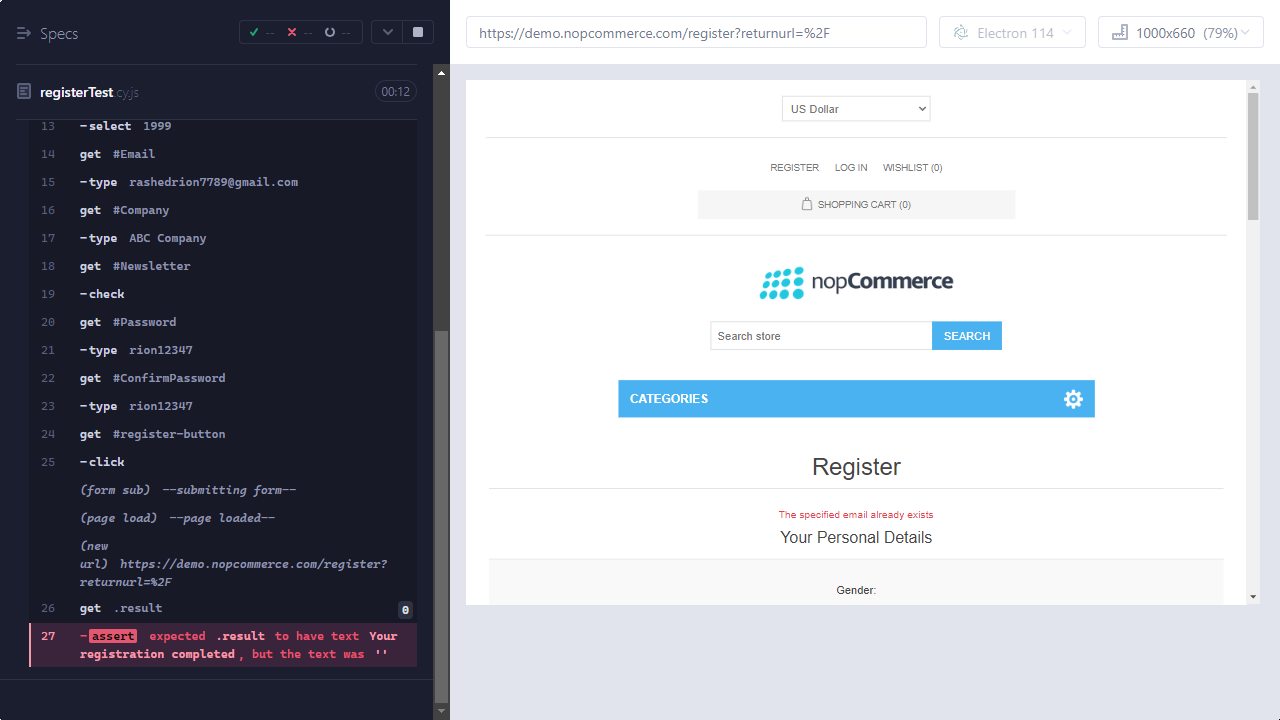 Specs
-- -- --
registerTest.cy.js 00:12
13 -select 1999
14 get #Email
15 -type rashedrion7789@gmail.com
16 get #Company
17 -type ABC Company
18 get #Newsletter
19 -check
20 get #Password
21 -type rion12347
22 get #ConfirmPassword
23 -type rion12347
24 get #register-button
25 -click
(form sub) --submitting form--
(page load) --page loaded--
(new
url) https://demo.nopcommerce.com/register?
returnurl=%2F
26 get .result 0
27 -assert expected .result to have text Your
registration completed, but the text was ''
https://demo.nopcommerce.com/register?returnurl=%2F
Electron 114
1000x660 (79%)
US Dollar
REGISTER LOG IN WISHLIST (0)
SHOPPING CART (0)
nopCommerce
Search store SEARCH
CATEGORIES
Register
The specified email already exists
Your Personal Details
Gender: